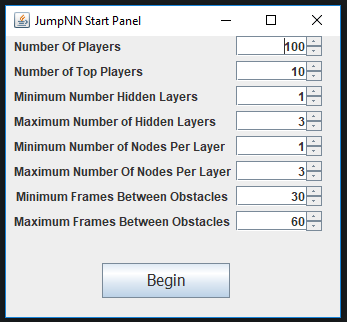 JumpNN Start Panel
Number Of Players 100
Number of Top Players 10
Minimum Number Hidden Layers 1
Maximum Number of Hidden Layers 3
Minimum Number of Nodes Per Layer 1
Maximum Number Of Nodes Per Layer 3
Minimum Frames Between Obstacles 30
Maximum Frames Between Obstacles 60
Begin